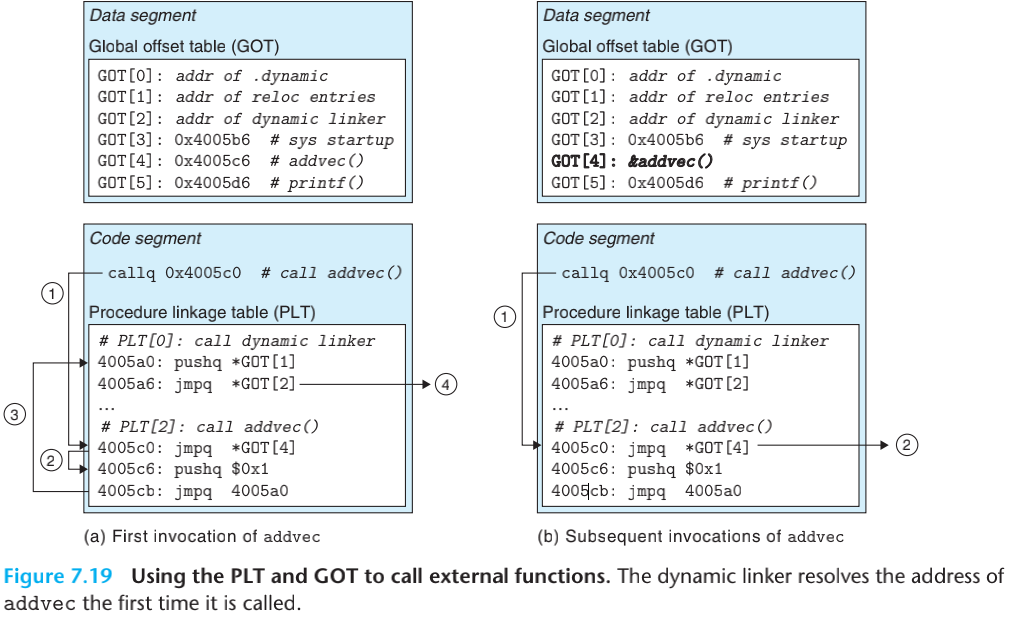 Data segment
Global offset table (GOT)
GOT[0]: addr of .dynamic
GOT[1]: addr of reloc entries
GOT[2]: addr of dynamic linker
GOT[3]: 0x4005b6 # sys startup
GOT[4]: 0x4005c6 # addvec()
GOT[5]: 0x4005d6 # printf()
Code segment
callq 0x4005c0 # call addvec()
1
Procedure linkage table (PLT)
# PLT[0]: call dynamic linker
4005a0: pushq *GOT[1]
4005a6: jmpq *GOT[2]
4
...
3
# PLT[2]: call addvec()
4005c0: jmpq *GOT[4]
2
4005c6: pushq $0x1
4005cb: jmpq 4005a0
(a) First invocation of addvec
Data segment
Global offset table (GOT)
GOT[0]: addr of .dynamic
GOT[1]: addr of reloc entries
GOT[2]: addr of dynamic linker
GOT[3]: 0x4005b6 # sys startup
GOT[4]: &addvec()
GOT[5]: 0x4005d6 # printf()
Code segment
callq 0x4005c0 # call addvec()
1
Procedure linkage table (PLT)
# PLT[0]: call dynamic linker
4005a0: pushq *GOT[1]
4005a6: jmpq *GOT[2]
...
# PLT[2]: call addvec()
4005c0: jmpq *GOT[4]
2
4005c6: pushq $0x1
4005cb: jmpq 4005a0
(b) Subsequent invocations of addvec
Figure 7.19 Using the PLT and GOT to call external functions. The dynamic linker resolves the address of
addvec the first time it is called.